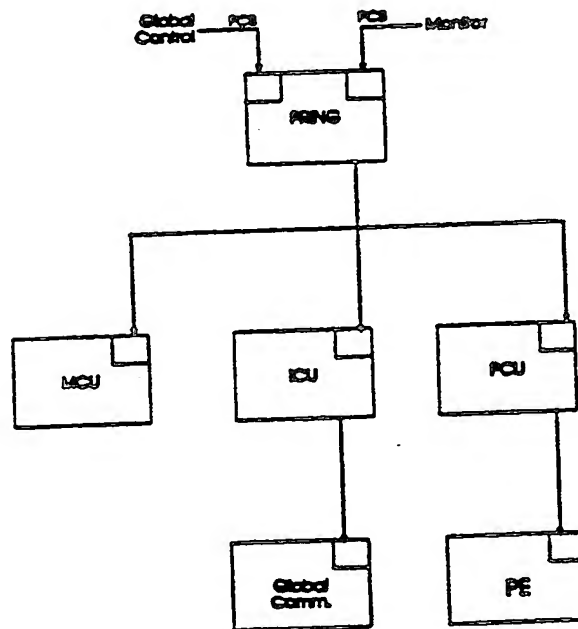 Global
Control
PCS
PCS
Monitor
PRING
MCU
ICU
PCU
Global
Comm.
PE